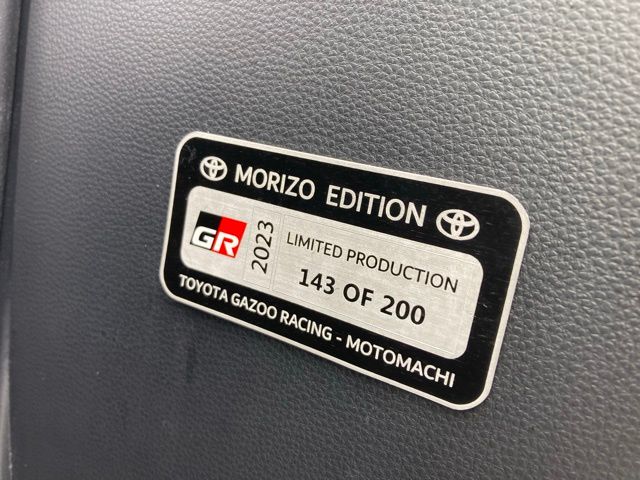 MORIZO EDITION
GR
2023
LIMITED PRODUCTION
143 OF 200
TOYOTA GAZOO RACING - MOTOMACHI